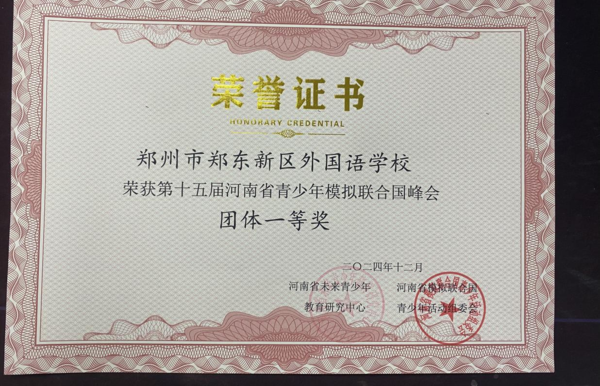 荣誉证书
HONORARY CREDENTIAL
郑州市郑东新区外国语学校
荣获第十五届河南省青少年模拟联合国峰会
团体一等奖
二〇二四年十二月
河南省未来青少年
教育研究中心
河南省模拟联合国
青少年活动组委会